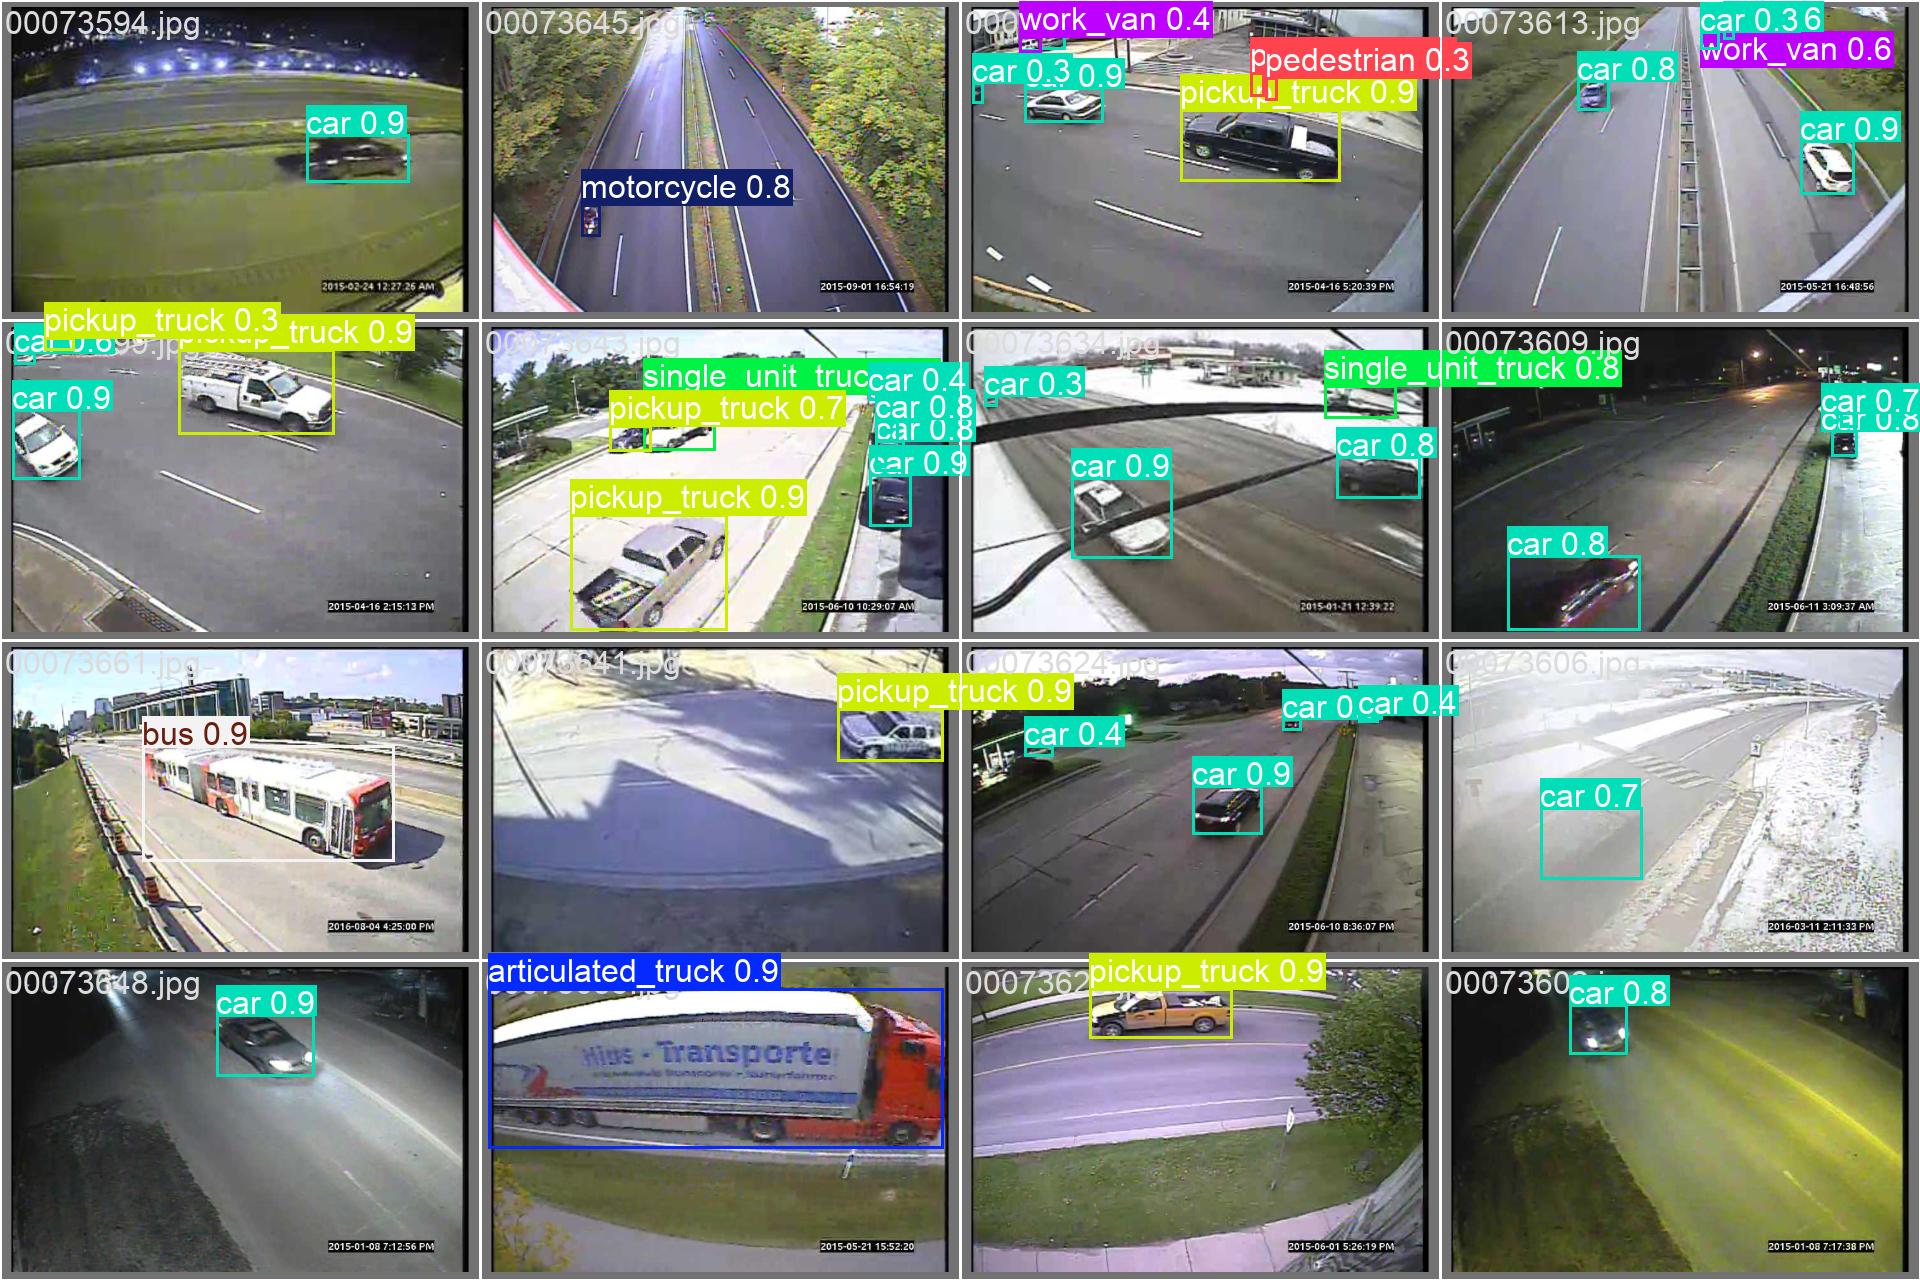 00073594.jpg
car 0.9
2015-02-24 12:27:26 AM
00073645.jpg
motorcycle 0.8
2015-09-01 16:54:19
work_van 0.4
pedestrian 0.3
car 0.3
0.9
pickup_truck 0.9
2015-04-16 5:20:39 PM
00073613.jpg
car 0.3
6
work_van 0.6
car 0.8
car 0.9
2015-05-21 16:48:56
pickup_truck 0.3
_truck 0.9
car 0.9
2015-04-16 2:15:13 PM
00073643.jpg
single_unit_truc
car 0.4
pickup_truck 0.7
car 0.8
car 0.8
car 0.9
pickup_truck 0.9
2015-06-10 10:29:07 AM
00073634.jpg
car 0.3
single_unit_truck 0.8
car 0.9
car 0.8
2015-01-21 12:39:22
00073609.jpg
car 0.7
car 0.8
car 0.8
2015-06-11 3:09:37 AM
00073661.jpg
bus 0.9
2016-08-04 4:25:00 PM
00073641.jpg
pickup_truck 0.9
00073624.jpg
car 0.4
car 0
car 0.4
car 0.9
2015-06-10 8:36:07 PM
00073606.jpg
car 0.7
2016-03-11 2:11:33 PM
00073648.jpg
car 0.9
2015-01-08 7:12:56 PM
articulated_truck 0.9
- Transporte
2015-05-21 15:52:20
0007362
pickup_truck 0.9
2015-06-01 5:26:19 PM
0007360
car 0.8
2015-01-08 7:17:38 PM